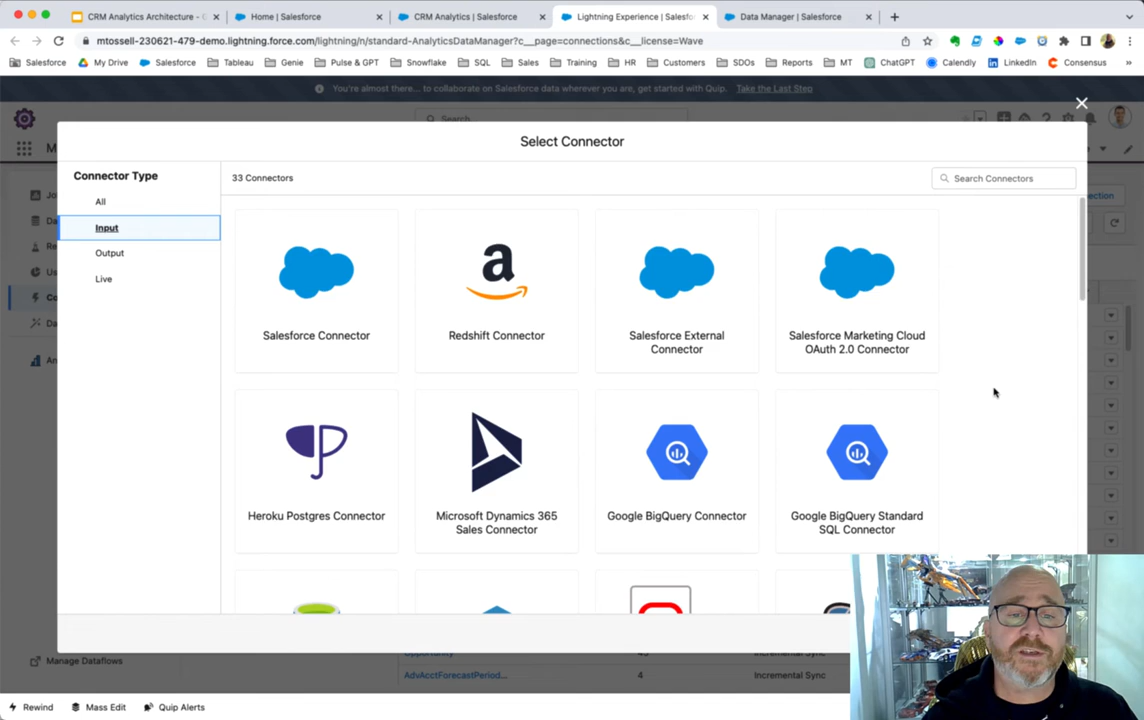 CRM Analytics Architecture -
Home | Salesforce
CRM Analytics | Salesforce
Lightning Experience | Salesfo
Data Manager | Salesforce
mtossell-230621-479-demo.lightning.force.com/lightning/n/standard-AnalyticsDataManager?c__page=connections&c__license=Wave
Salesforce
My Drive
Salesforce
Tableau
Genie
Pulse & GPT
Snowflake
SQL
Sales
Training
HR
Customers
SDOs
Reports
MT
ChatGPT
Calendly
LinkedIn
Consensus
You're almost there... to collaborate on Salesforce data wherever you are, get started with Quip. Take the Last Step
Search...
Select Connector
Connector Type
33 Connectors
Search Connectors
All
Input
Output
Live
Salesforce Connector
Redshift Connector
Salesforce External
Connector
Salesforce Marketing Cloud
OAuth 2.0 Connector
Heroku Postgres Connector
Microsoft Dynamics 365
Sales Connector
Google BigQuery Connector
Google BigQuery Standard
SQL Connector
Manage Dataflows
Incremental Sync
AdvAcctForecastPeriod...
4
Incremental Sync
Rewind
Mass Edit
Quip Alerts